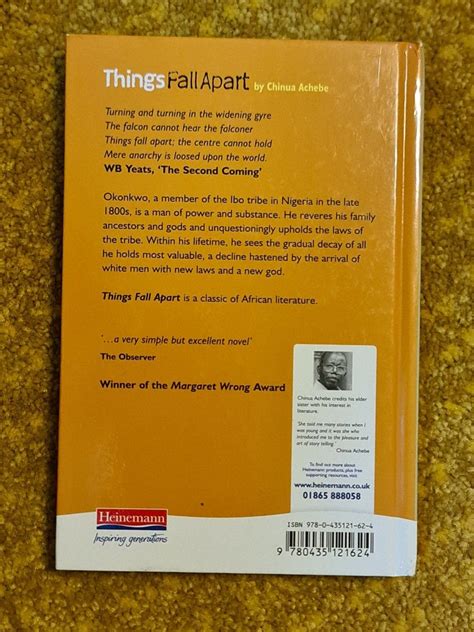 Things Fall Apart by Chinua Achebe
Turning and turning in the widening gyre
The falcon cannot hear the falconer
Things fall apart; the centre cannot hold
Mere anarchy is loosed upon the world.
WB Yeats, ‘The Second Coming’
Okonkwo, a member of the Ibo tribe in Nigeria in the late
1800s, is a man of power and substance. He reveres his family
ancestors and gods and unquestioningly upholds the laws of
the tribe. Within his lifetime, he sees the gradual decay of all
he holds most valuable, a decline hastened by the arrival of
white men with new laws and a new god.
Things Fall Apart is a classic of African literature.
‘…a very simple but excellent novel’
The Observer
Winner of the Margaret Wrong Award
Chinua Achebe credits his elder
sister with his interest in
literature.
‘She told me many stories when I
was young and it was she who
introduced me to the pleasure and
art of story telling.’
Chinua Achebe
To find out more about
Heinemann products, plus free
supporting resources, visit
www.heinemann.co.uk
01865 888058
Heinemann
Inspiring generations
ISBN 978-0-435121-62-4
9 780435 121624